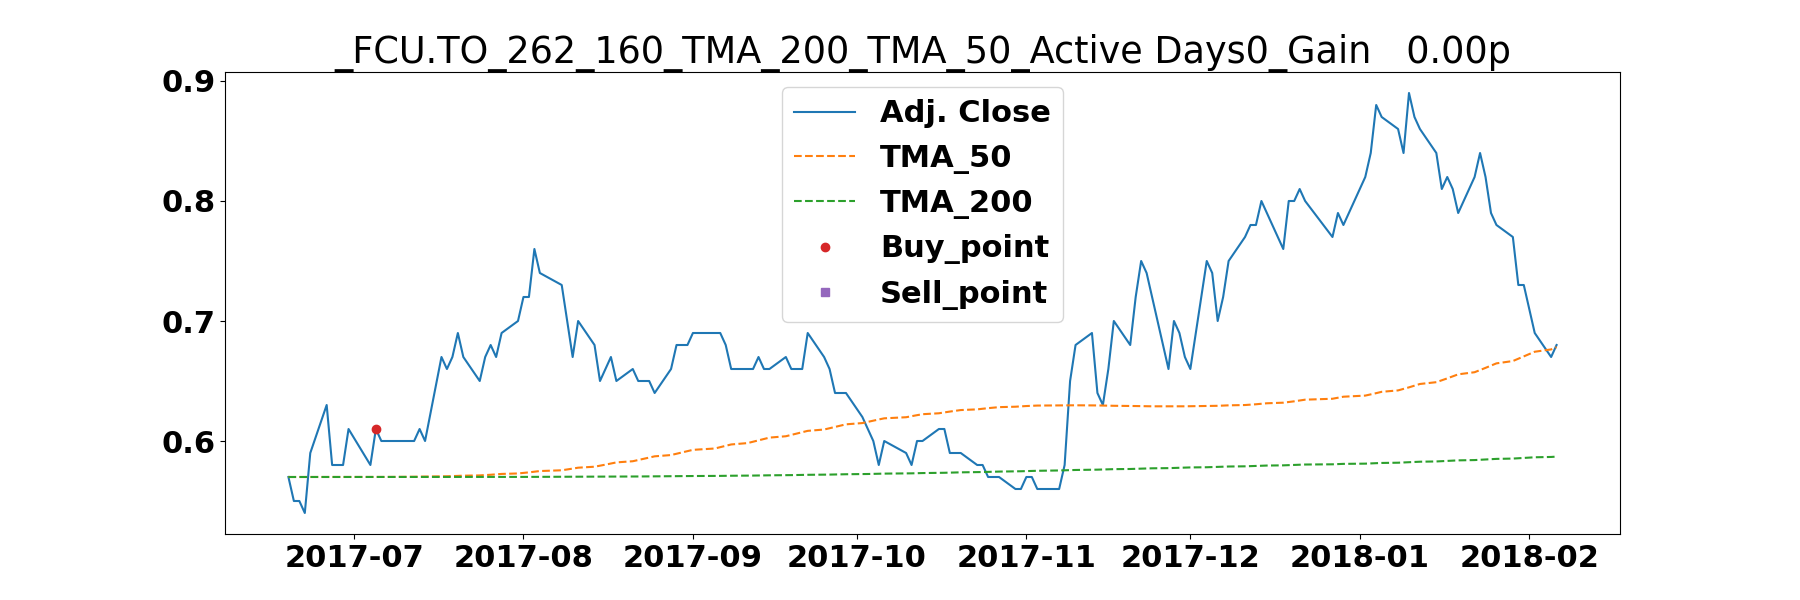 _FCU.TO_262_160_TMA_200_TMA_50_Active Days0_Gain   0.00p
0.9
0.8
0.7
0.6
Adj. Close
TMA_50
TMA_200
Buy_point
Sell_point
2017-07 2017-08 2017-09 2017-10 2017-11 2017-12 2018-01 2018-02